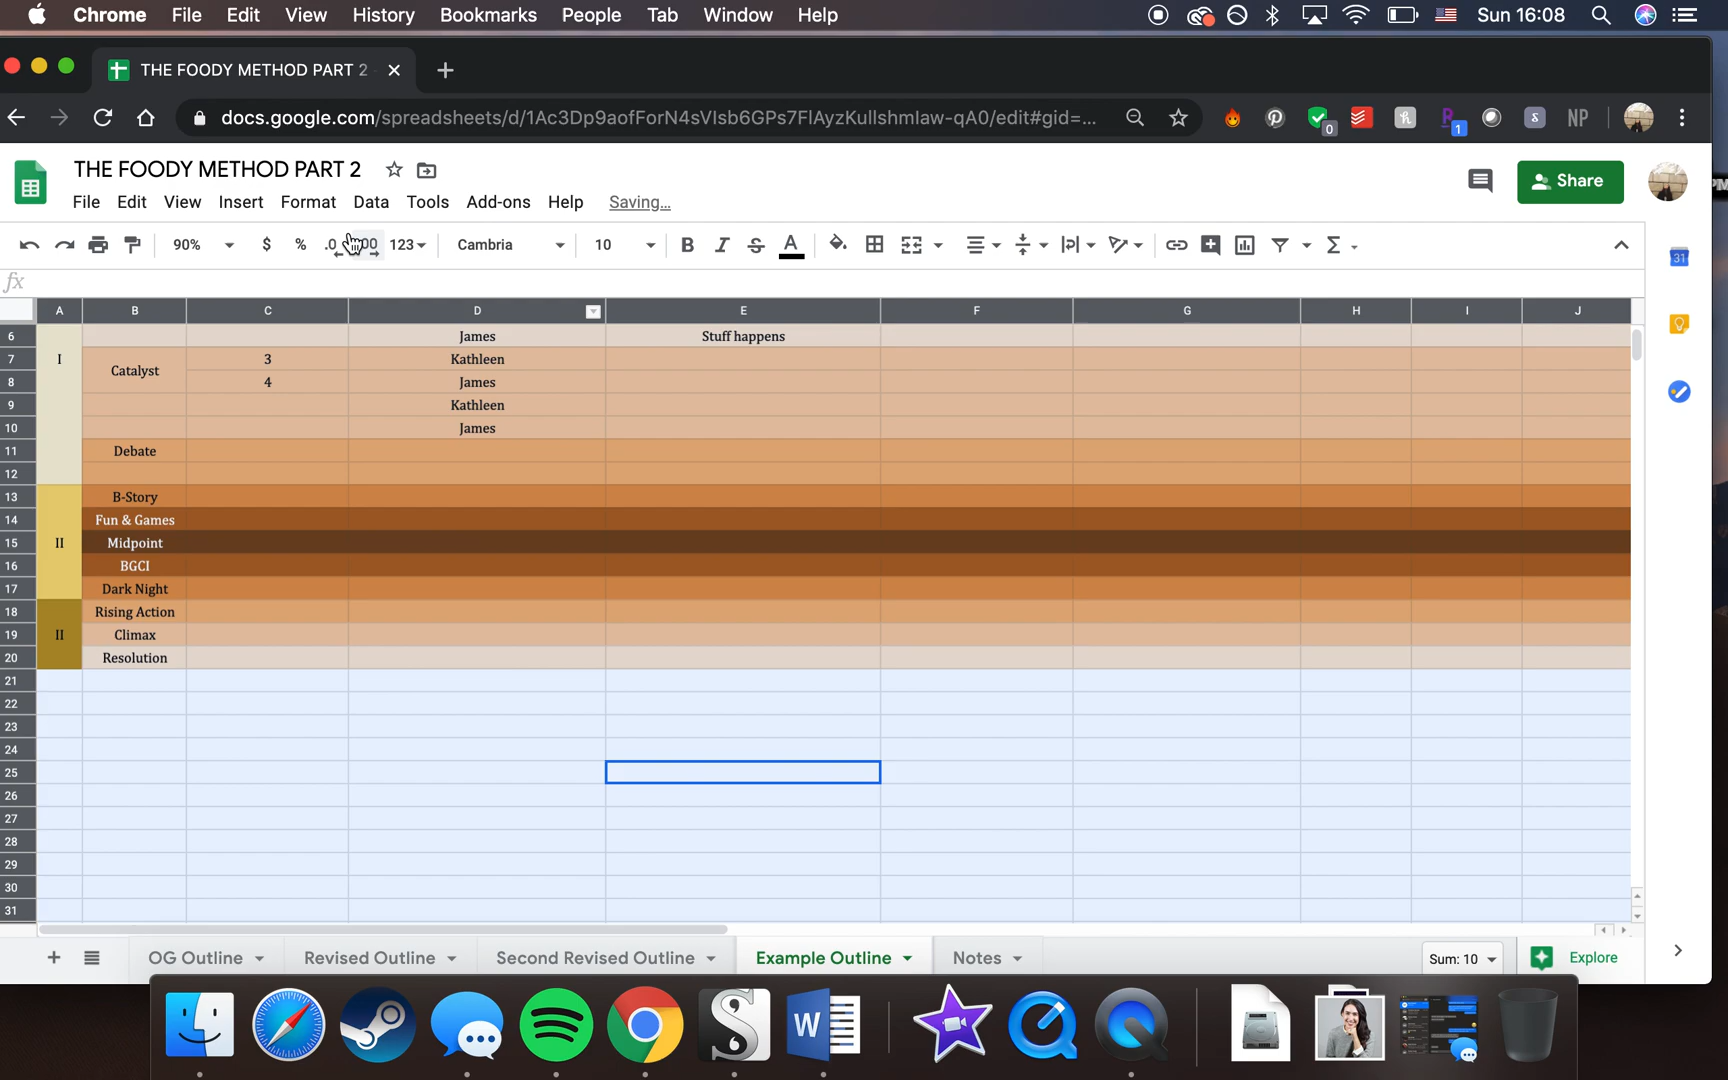 Chrome File Edit View History Bookmarks People Tab Window Help Sun 16:08
THE FOODY METHOD PART 2
docs.google.com/spreadsheets/d/1Ac3Dp9aofForN4sVIsb6GPs7FlAyzKullshmIaw-qA0/edit#gid=...
0 1 NP
THE FOODY METHOD PART 2
File Edit View Insert Format Data Tools Add-ons Help Saving...
Share
90% $ % .0 .00 123 Cambria 10 B I S A Σ
31
fx
A B C D E F G H I J
6 James Stuff happens
7 I Catalyst 3 Kathleen
8 4 James
9 Kathleen
10 James
11 Debate
12
13 B-Story
14 Fun & Games
15 II Midpoint
16 BGCI
17 Dark Night
18 Rising Action
19 II Climax
20 Resolution
21
22
23
24
25
26
27
28
29
30
31
OG Outline Revised Outline Second Revised Outline Example Outline Notes Sum: 10 Explore